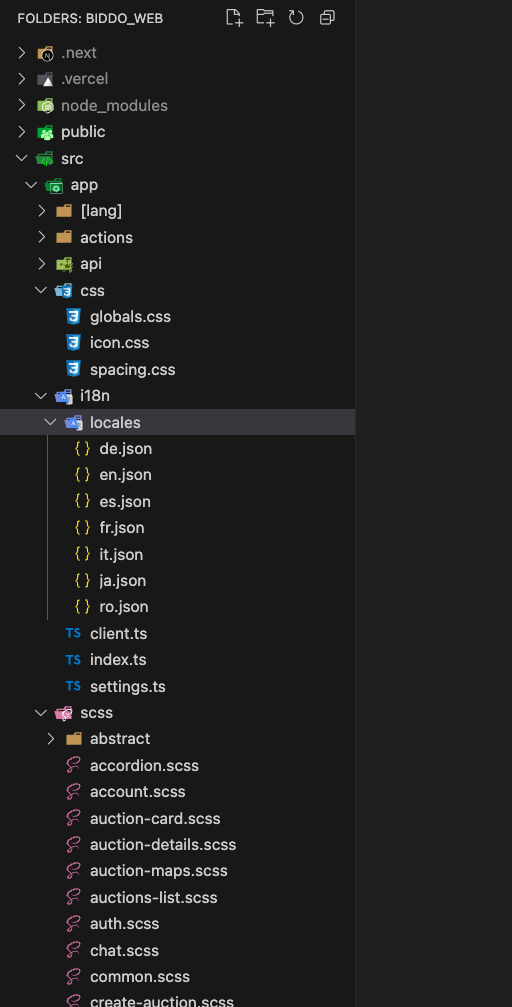 FOLDERS: BIDDO_WEB
.next
.vercel
node_modules
public
src
app
[lang]
actions
api
css
globals.css
icon.css
spacing.css
i18n
locales
{} de.json
{} en.json
{} es.json
{} fr.json
{} it.json
{} ja.json
{} ro.json
TS client.ts
TS index.ts
TS settings.ts
scss
abstract
accordion.scss
account.scss
auction-card.scss
auction-details.scss
auction-maps.scss
auctions-list.scss
auth.scss
chat.scss
common.scss
create-auction.scss